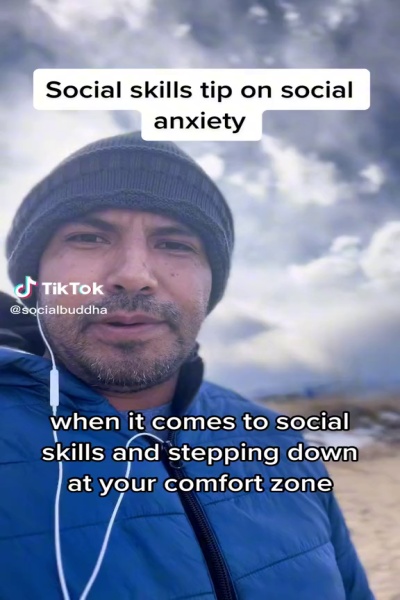 Social skills tip on social
anxiety
TikTok
@socialbuddha
when it comes to social
skills and stepping down
at your comfort zone